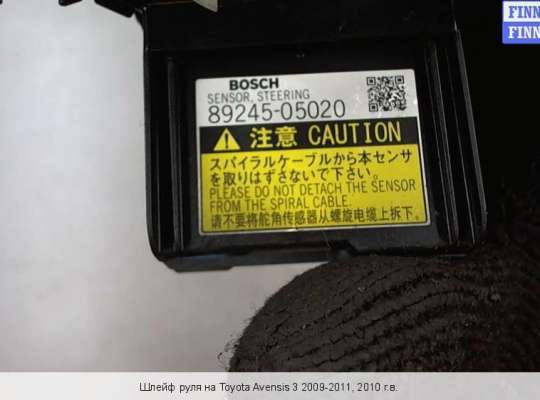 FINN
FINN
BOSCH
SENSOR, STEERING
89245-05020
注意 CAUTION
スパイラルケーブルから本センサ
を取りはずさないで下さい。
PLEASE DO NOT DETACH THE SENSOR
FROM THE SPIRAL CABLE.
请不要将舵角传感器从螺旋电缆上拆下。
Шлейф руля на Toyota Avensis 3 2009-2011, 2010 г.в.